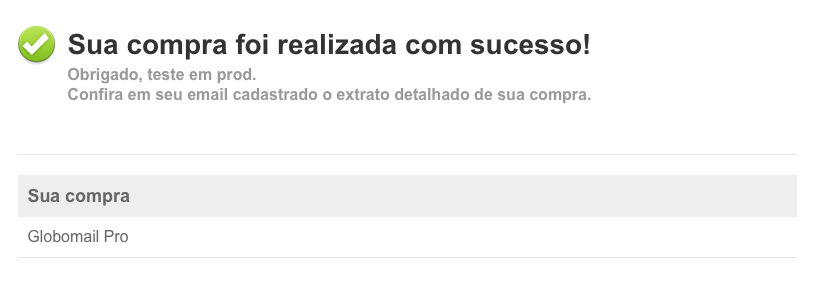 Sua compra foi realizada com sucesso!
Obrigado, teste em prod.
Confira em seu email cadastrado o extrato detalhado de sua compra.
Sua compra
Globomail Pro